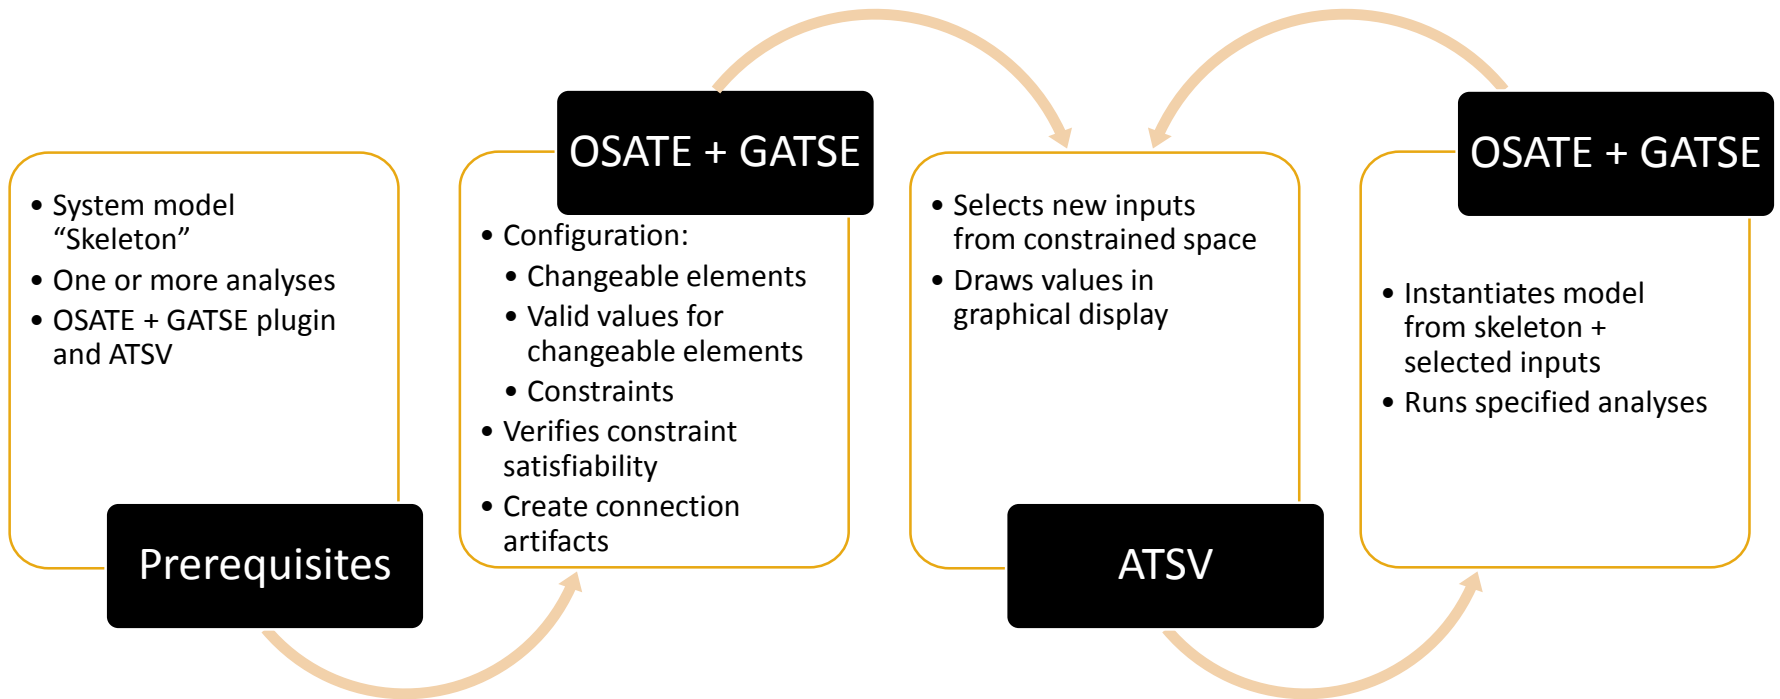 • System model
“Skeleton”
• One or more analyses
• OSATE + GATSE plugin
and ATSV
Prerequisites
OSATE + GATSE
• Configuration:
• Changeable elements
• Valid values for
changeable elements
• Constraints
• Verifies constraint
satisfiability
• Create connection
artifacts
• Selects new inputs
from constrained space
• Draws values in
graphical display
ATSV
OSATE + GATSE
• Instantiates model
from skeleton +
selected inputs
• Runs specified analyses